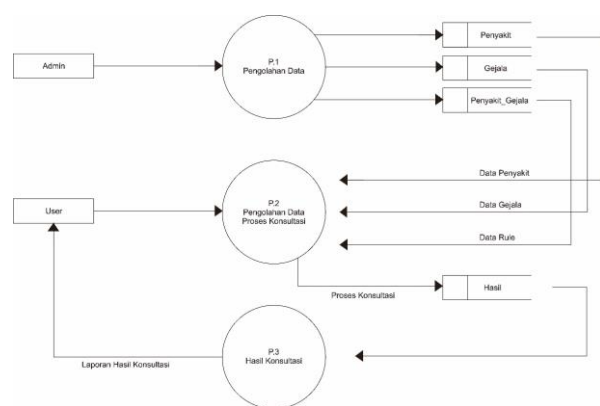 Penyakit
P.1
Pengolahan Data
Admin
Gejala
Penyakit_Gejala
Data Penyakit
P.2
Pengolahan Data
Proses Konsultasi
User
Data Gejala
Data Rule
Hasil
Proses Konsultasi
P.3
Hasil Konsultasi
Laporan Hasil Konsultasi